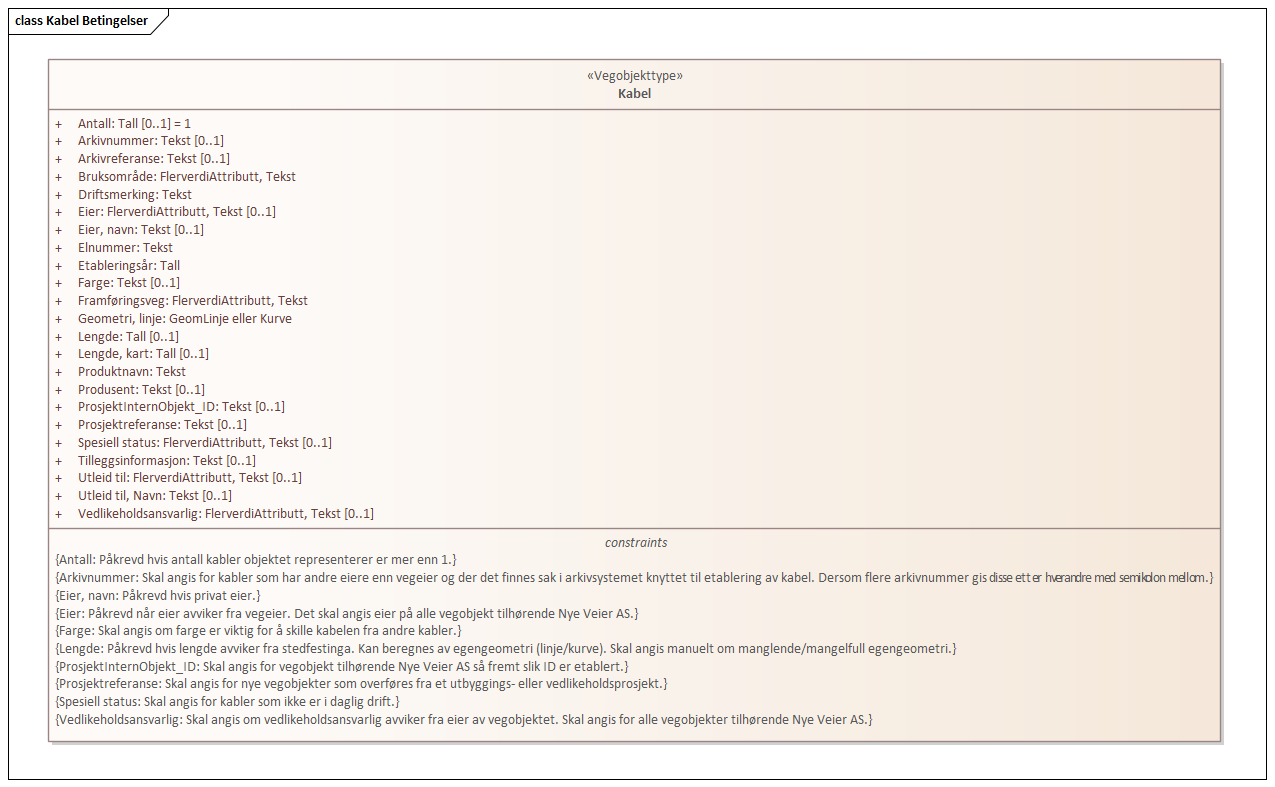 class Kabel Betingelser
«Vegobjekttype»
Kabel
+ Antall: Tall [0..1] = 1
+ Arkivnummer: Tekst [0..1]
+ Arkivreferanse: Tekst [0..1]
+ Bruksområde: FlerverdiAttributt, Tekst
+ Driftsmerking: Tekst
+ Eier: FlerverdiAttributt, Tekst [0..1]
+ Eier, navn: Tekst [0..1]
+ Elnummer: Tekst
+ Etableringsår: Tall
+ Farge: Tekst [0..1]
+ Framføringsveg: FlerverdiAttributt, Tekst
+ Geometri, linje: GeomLinje eller Kurve
+ Lengde: Tall [0..1]
+ Lengde, kart: Tall [0..1]
+ Produktnavn: Tekst
+ Produsent: Tekst [0..1]
+ ProsjektInternObjekt_ID: Tekst [0..1]
+ Prosjektreferanse: Tekst [0..1]
+ Spesiell status: FlerverdiAttributt, Tekst [0..1]
+ Tilleggsinformasjon: Tekst [0..1]
+ Utleid til: FlerverdiAttributt, Tekst [0..1]
+ Utleid til, Navn: Tekst [0..1]
+ Vedlikeholdsansvarlig: FlerverdiAttributt, Tekst [0..1]
constraints
{Antall: Påkrevd hvis antall kabler objektet representerer er mer enn 1.}
{Arkivnummer: Skal angis for kabler som har andre eiere enn vegeier og der det finnes sak i arkivsystemet knyttet til etablering av kabel. Dersom flere arkivnummer gis disse etter hverandre med semikolon mellom.}
{Eier, navn: Påkrevd hvis privat eier.}
{Eier: Påkrevd når eier avviker fra vegeier. Det skal angis eier på alle vegobjekt tilhørende Nye Veier AS.}
{Farge: Skal angis om farge er viktig for å skille kabelen fra andre kabler.}
{Lengde: Påkrevd hvis lengde avviker fra stedfestinga. Kan beregnes av egengeometri (linje/kurve). Skal angis manuelt om manglende/mangelfull egengeometri.}
{ProsjektInternObjekt_ID: Skal angis for vegobjekt tilhørende Nye Veier AS så fremt slik ID er etablert.}
{Prosjektreferanse: Skal angis for nye vegobjekter som overføres fra et utbyggings- eller vedlikeholdsprosjekt.}
{Spesiell status: Skal angis for kabler som ikke er i daglig drift.}
{Vedlikeholdsansvarlig: Skal angis om vedlikeholdsansvarlig avviker fra eier av vegobjektet. Skal angis for alle vegobjekter tilhørende Nye Veier AS.}